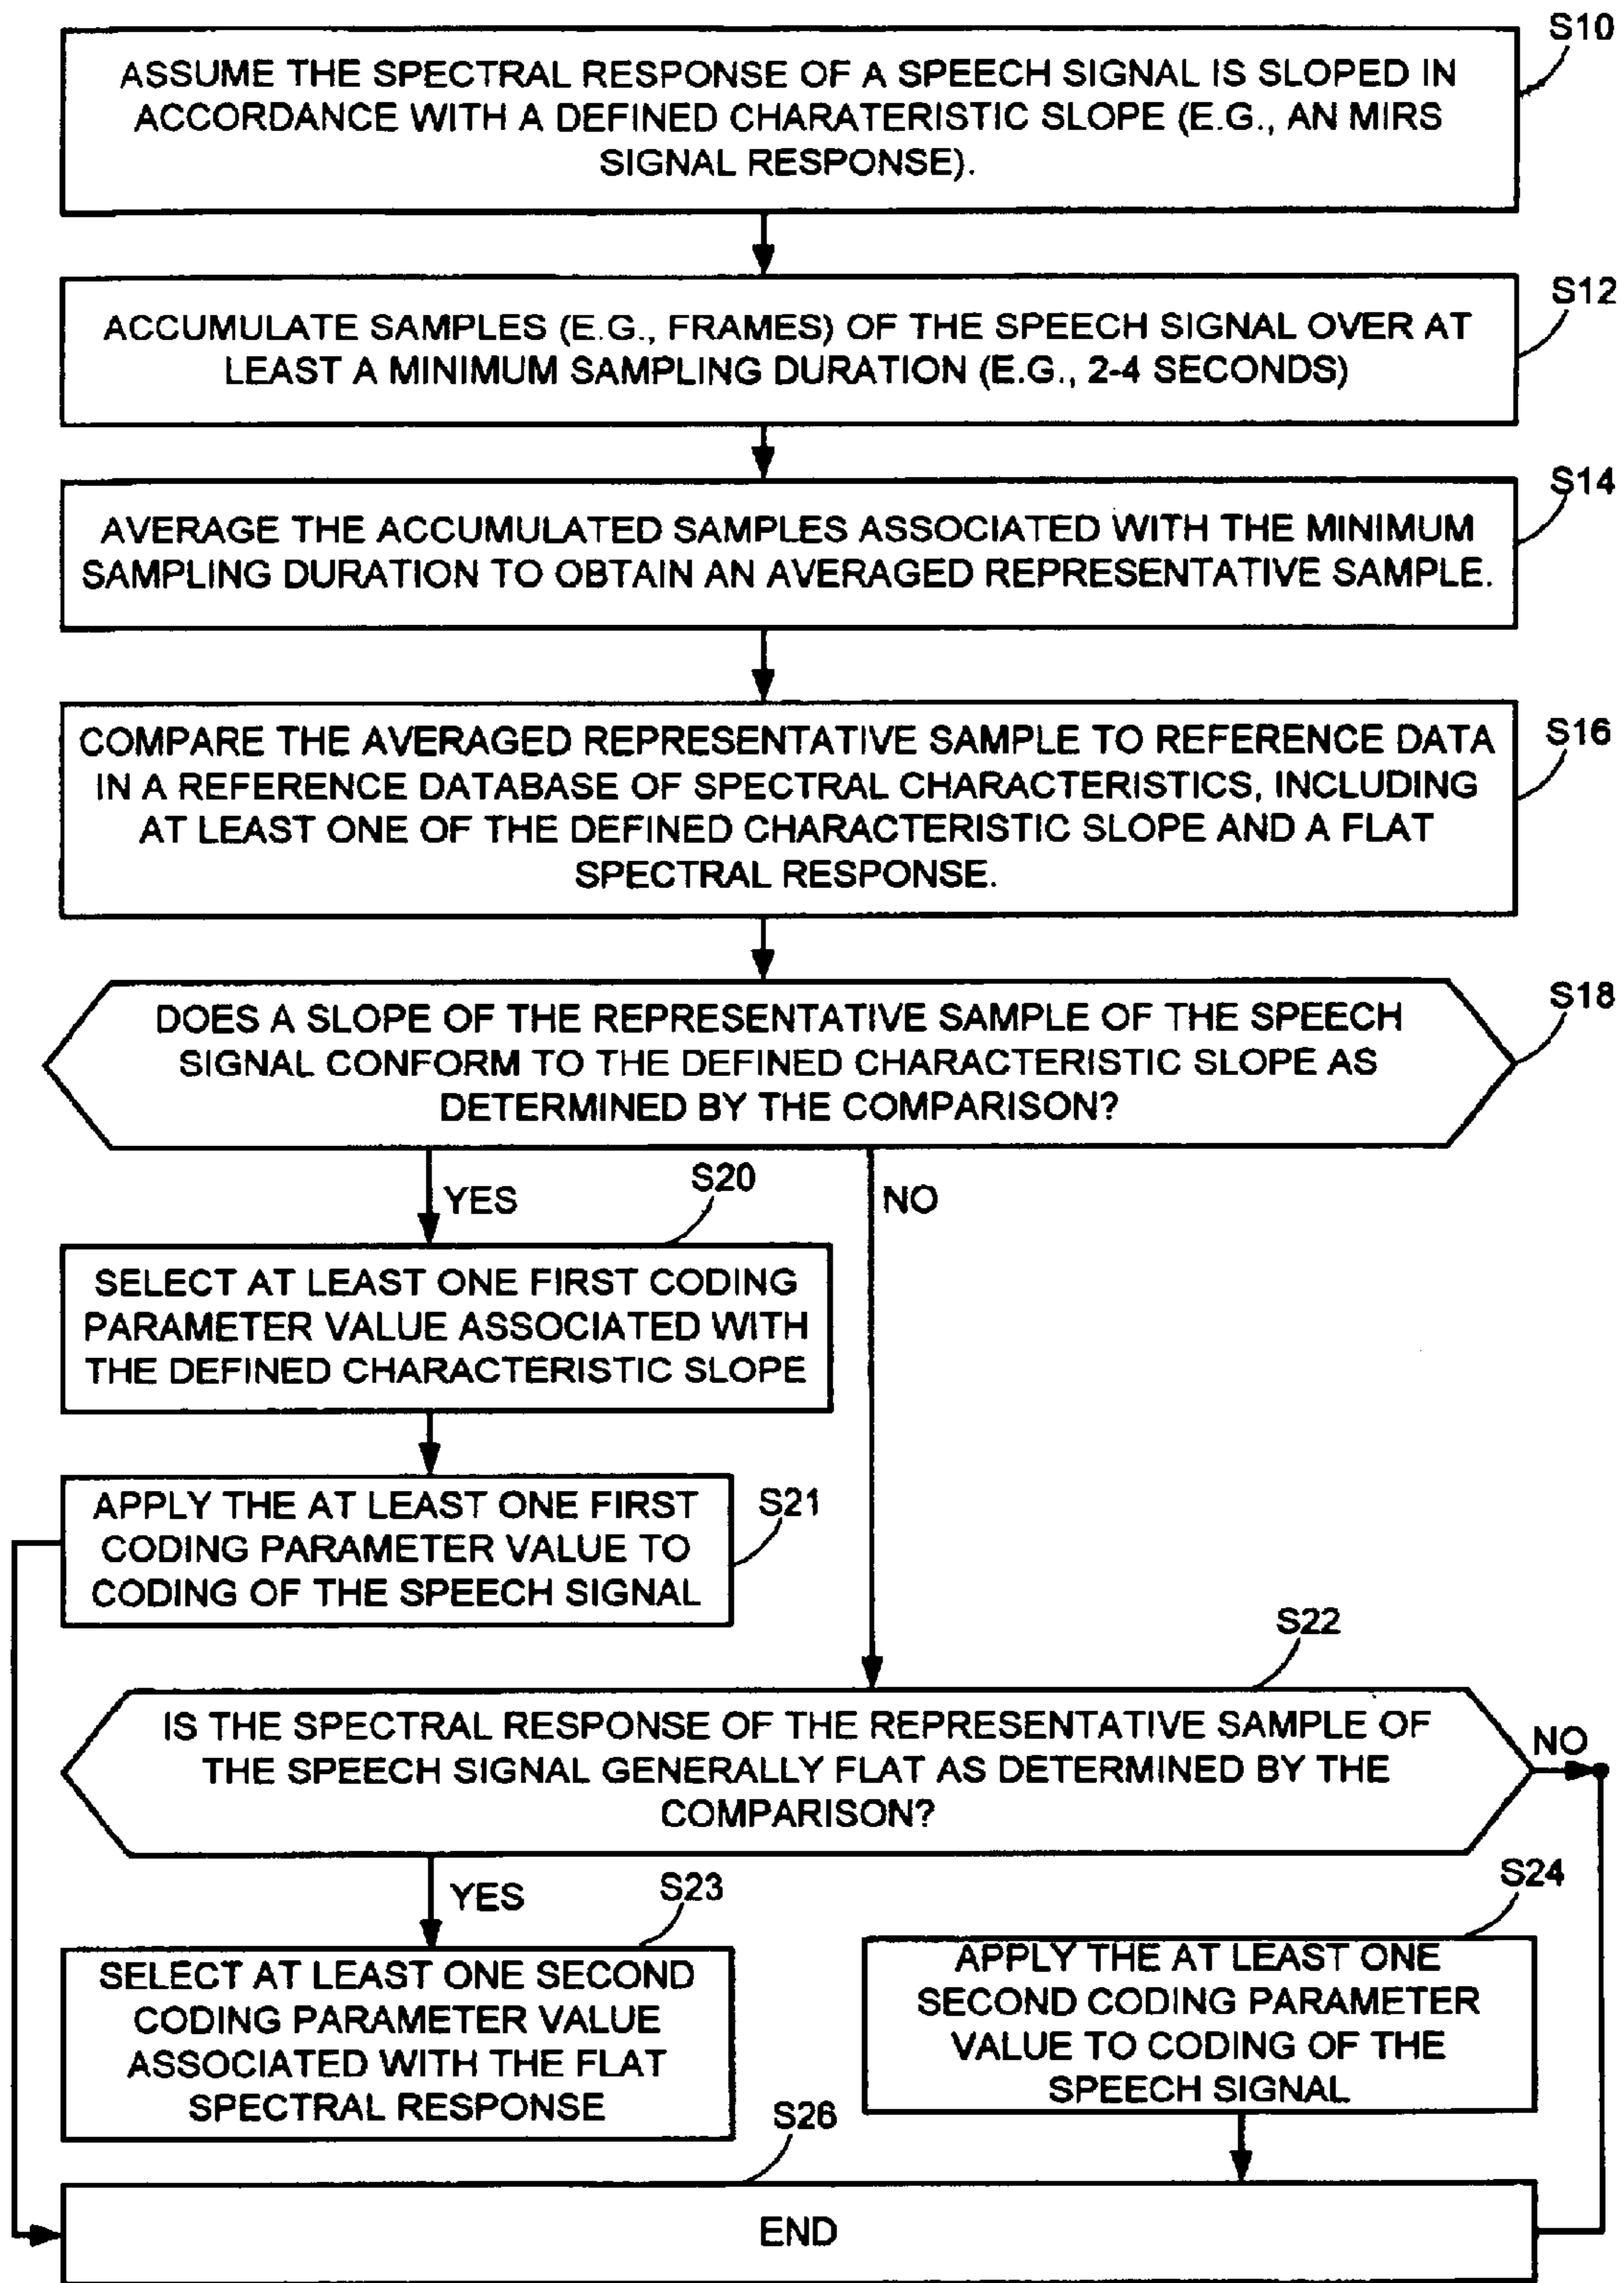 S10
ASSUME THE SPECTRAL RESPONSE OF A SPEECH SIGNAL IS SLOPED IN
ACCORDANCE WITH A DEFINED CHARATERISTIC SLOPE (E.G., AN MIRS
SIGNAL RESPONSE).
S12
ACCUMULATE SAMPLES (E.G., FRAMES) OF THE SPEECH SIGNAL OVER AT
LEAST A MINIMUM SAMPLING DURATION (E.G., 2-4 SECONDS)
S14
AVERAGE THE ACCUMULATED SAMPLES ASSOCIATED WITH THE MINIMUM
SAMPLING DURATION TO OBTAIN AN AVERAGED REPRESENTATIVE SAMPLE.
S16
COMPARE THE AVERAGED REPRESENTATIVE SAMPLE TO REFERENCE DATA
IN A REFERENCE DATABASE OF SPECTRAL CHARACTERISTICS, INCLUDING
AT LEAST ONE OF THE DEFINED CHARACTERISTIC SLOPE AND A FLAT
SPECTRAL RESPONSE.
S18
DOES A SLOPE OF THE REPRESENTATIVE SAMPLE OF THE SPEECH
SIGNAL CONFORM TO THE DEFINED CHARACTERISTIC SLOPE AS
DETERMINED BY THE COMPARISON?
YES
S20
NO
SELECT AT LEAST ONE FIRST CODING
PARAMETER VALUE ASSOCIATED WITH
THE DEFINED CHARACTERISTIC SLOPE
S21
APPLY THE AT LEAST ONE FIRST
CODING PARAMETER VALUE TO
CODING OF THE SPEECH SIGNAL
S22
IS THE SPECTRAL RESPONSE OF THE REPRESENTATIVE SAMPLE OF
THE SPEECH SIGNAL GENERALLY FLAT AS DETERMINED BY THE
COMPARISON?
NO
YES
S23
SELECT AT LEAST ONE SECOND
CODING PARAMETER VALUE
ASSOCIATED WITH THE FLAT
SPECTRAL RESPONSE
S24
APPLY THE AT LEAST ONE
SECOND CODING PARAMETER
VALUE TO CODING OF THE
SPEECH SIGNAL
S26
END